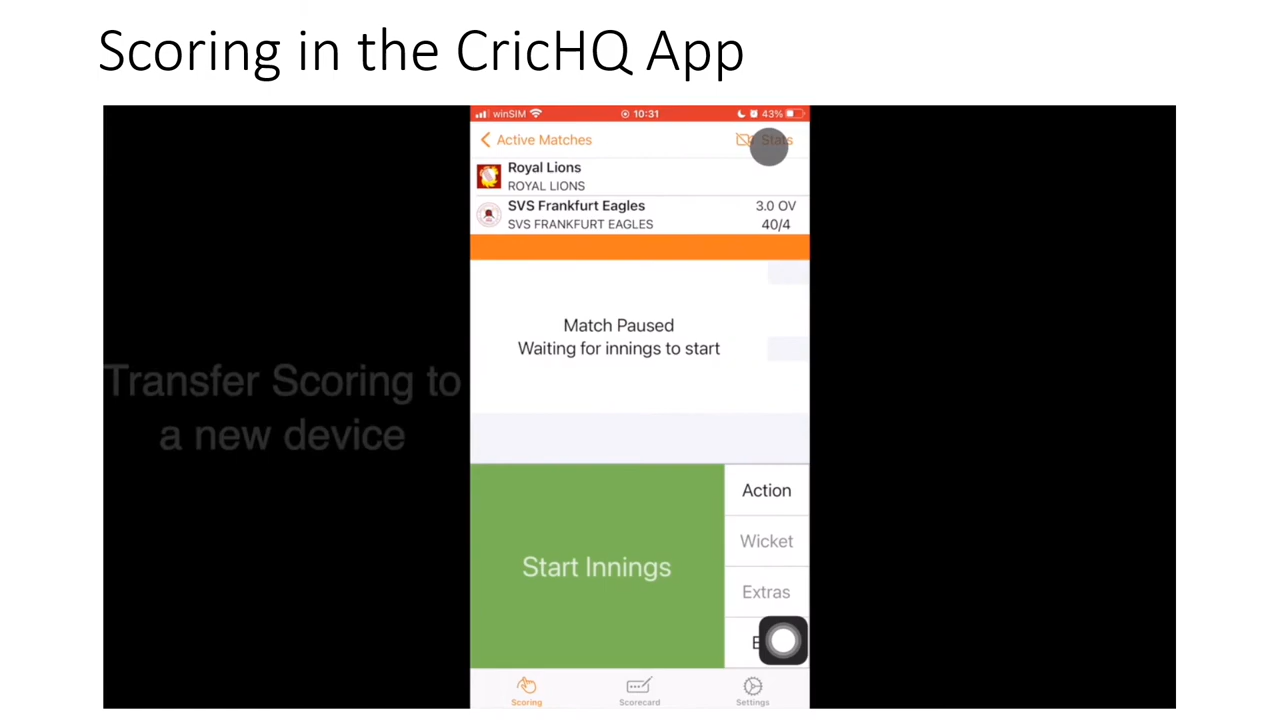 Scoring in the CricHQ App
winSIM 10:31 43%
Active Matches Stats
Royal Lions
ROYAL LIONS
SVS Frankfurt Eagles 3.0 OV
SVS FRANKFURT EAGLES 40/4
Match Paused
Waiting for innings to start
Transfer Scoring to
a new device
Action
Wicket
Start Innings
Extras
Scoring Scorecard Settings